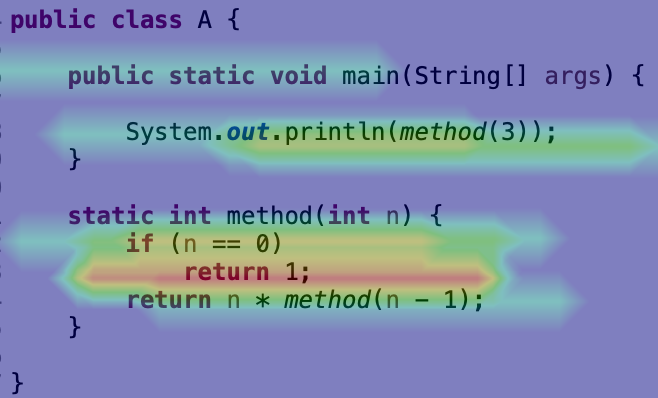 public class A {
public static void main(String[] args) {
System.out.println(method(3));
}
static int method(int n) {
if (n == 0)
return 1;
return n * method(n - 1);
}
}